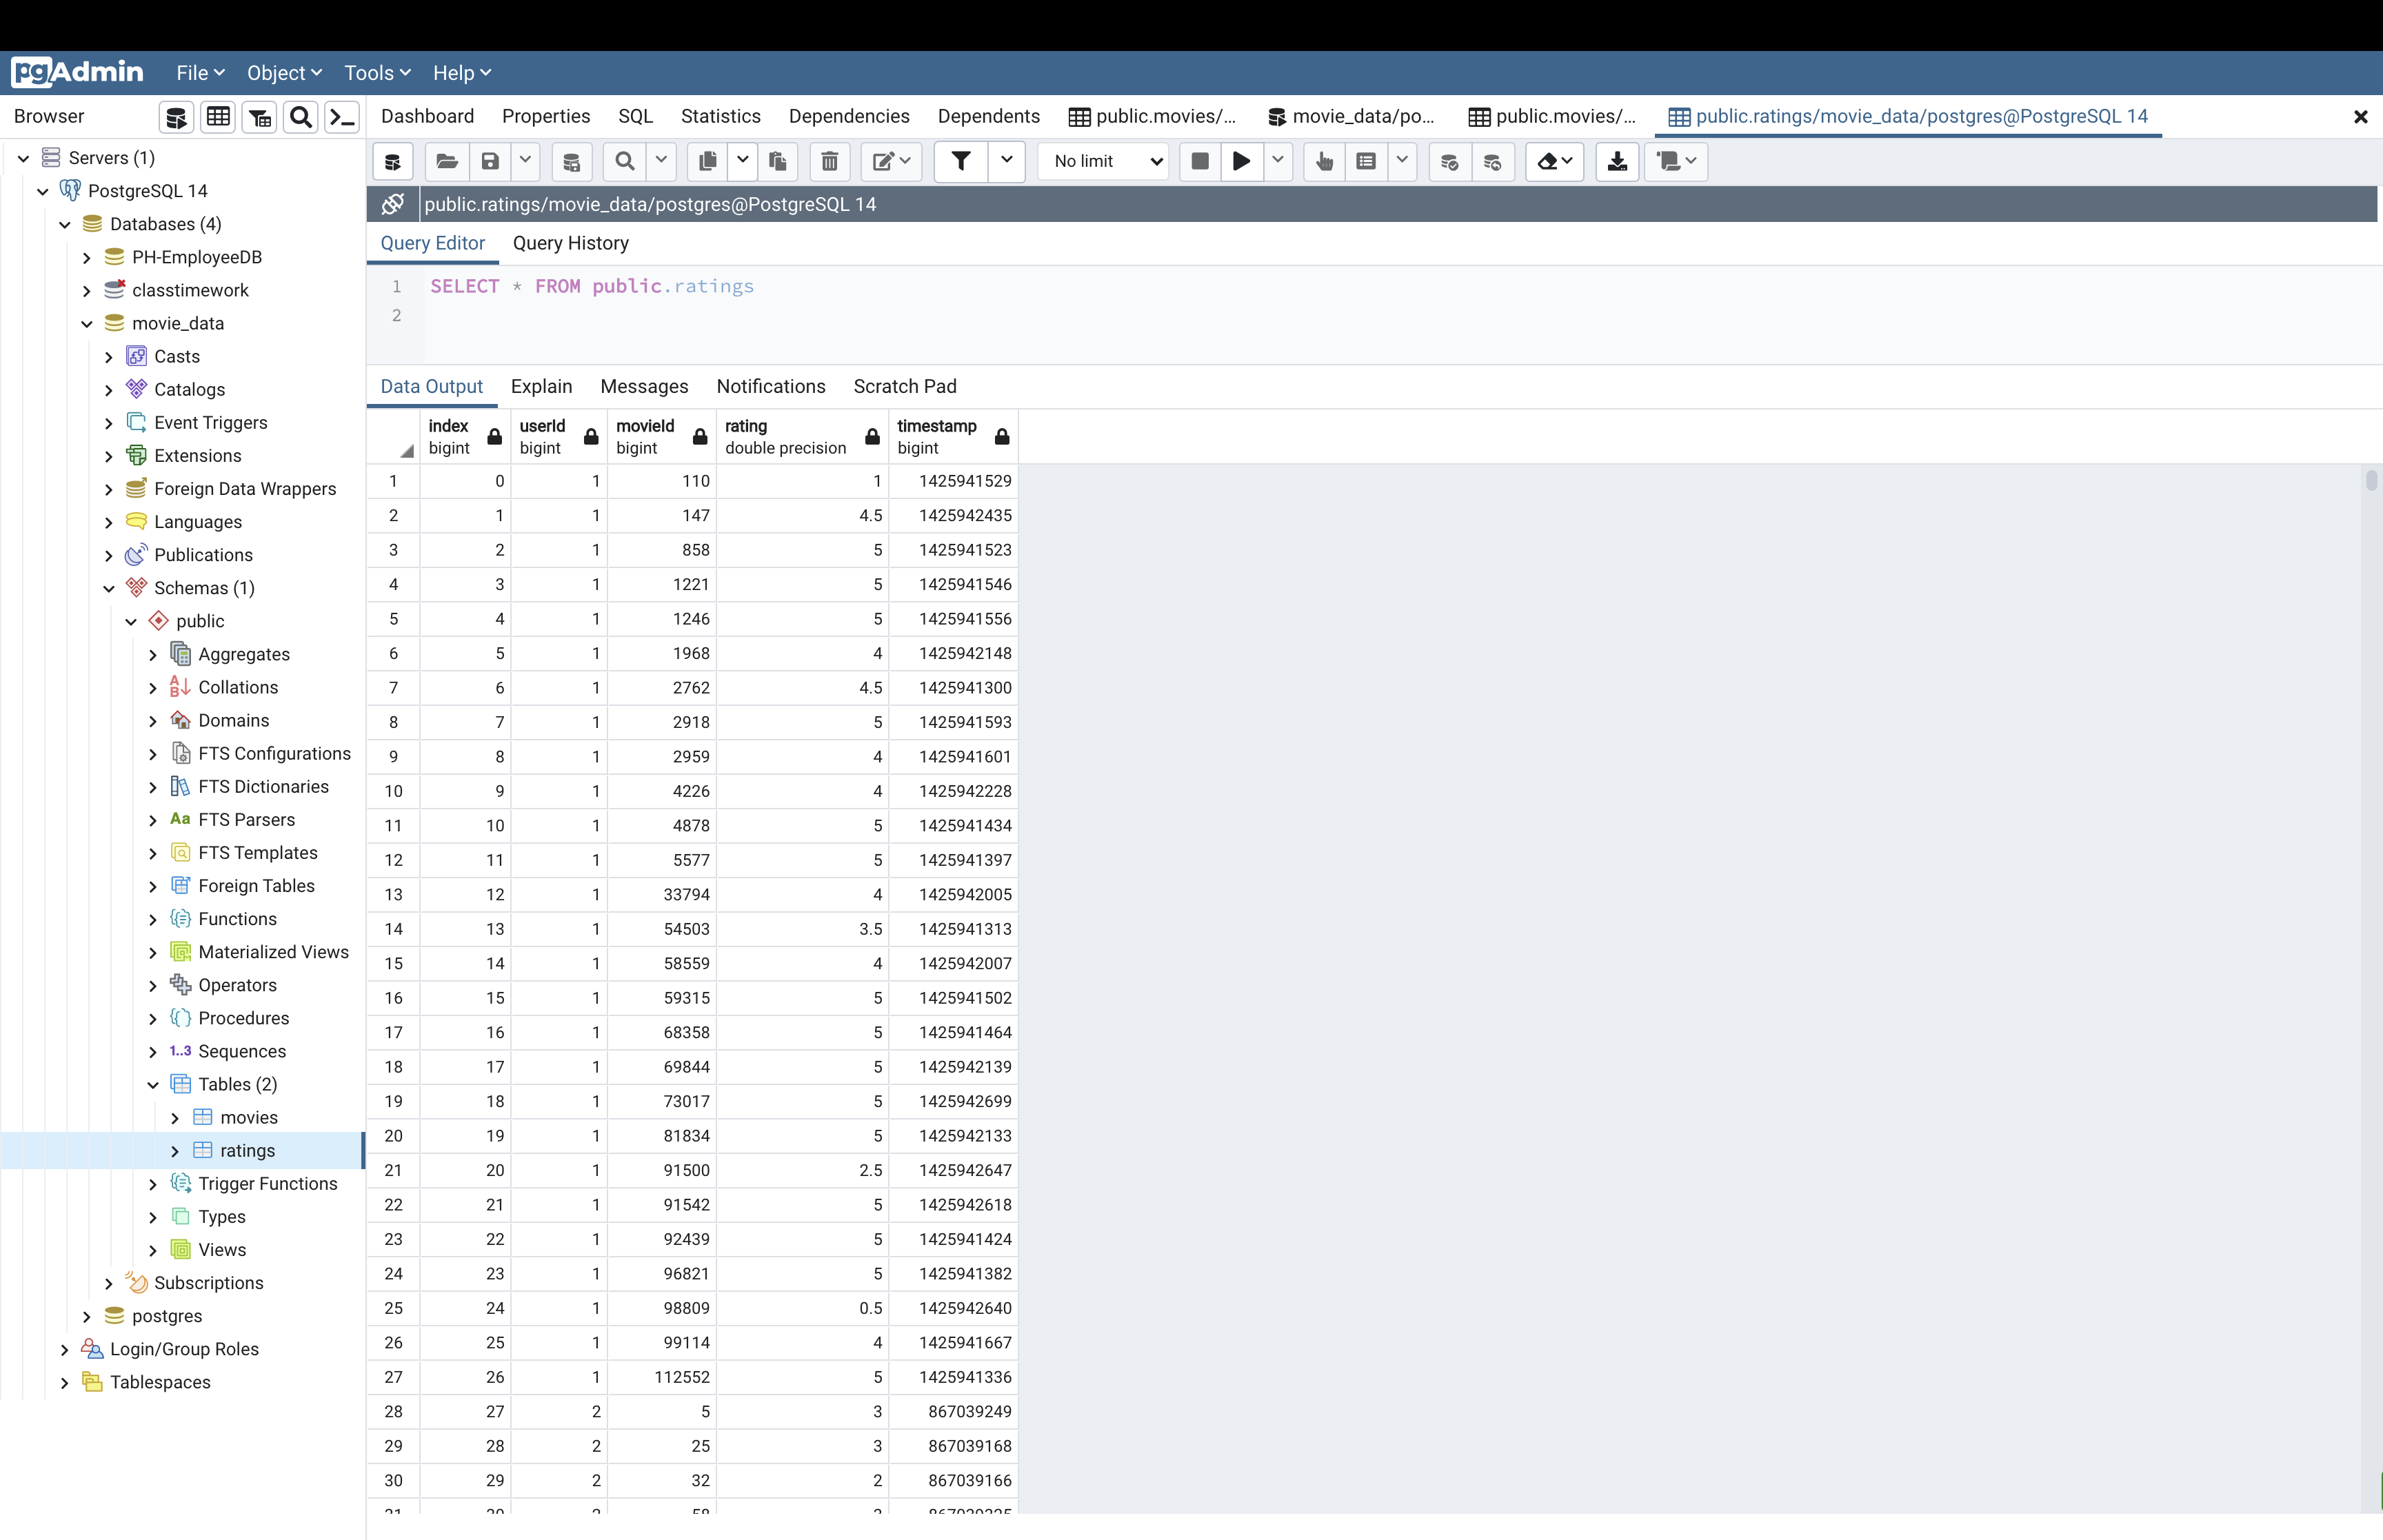 pgAdmin File Object Tools Help
Browser
Dashboard Properties SQL Statistics Dependencies Dependents public.movies/... movie_data/po... public.movies/... public.ratings/movie_data/postgres@PostgreSQL 14
Servers (1)
PostgreSQL 14
Databases (4)
PH-EmployeeDB
classtimework
movie_data
Casts
Catalogs
Event Triggers
Extensions
Foreign Data Wrappers
Languages
Publications
Schemas (1)
public
Aggregates
Collations
Domains
FTS Configurations
FTS Dictionaries
Aa FTS Parsers
FTS Templates
Foreign Tables
Functions
Materialized Views
Operators
Procedures
1..3 Sequences
Tables (2)
movies
ratings
Trigger Functions
Types
Views
Subscriptions
postgres
Login/Group Roles
Tablespaces
No limit
public.ratings/movie_data/postgres@PostgreSQL 14
Query Editor Query History
1 SELECT * FROM public.ratings
2
Data Output Explain Messages Notifications Scratch Pad
index userId movieId rating timestamp
bigint bigint bigint double precision bigint
1 0 1 110 1 1425941529
2 1 1 147 4.5 1425942435
3 2 1 858 5 1425941523
4 3 1 1221 5 1425941546
5 4 1 1246 5 1425941556
6 5 1 1968 4 1425942148
7 6 1 2762 4.5 1425941300
8 7 1 2918 5 1425941593
9 8 1 2959 4 1425941601
10 9 1 4226 4 1425942228
11 10 1 4878 5 1425941434
12 11 1 5577 5 1425941397
13 12 1 33794 4 1425942005
14 13 1 54503 3.5 1425941313
15 14 1 58559 4 1425942007
16 15 1 59315 5 1425941502
17 16 1 68358 5 1425941464
18 17 1 69844 5 1425942139
19 18 1 73017 5 1425942699
20 19 1 81834 5 1425942133
21 20 1 91500 2.5 1425942647
22 21 1 91542 5 1425942618
23 22 1 92439 5 1425941424
24 23 1 96821 5 1425941382
25 24 1 98809 0.5 1425942640
26 25 1 99114 4 1425941667
27 26 1 112552 5 1425941336
28 27 2 5 3 867039249
29 28 2 25 3 867039168
30 29 2 32 2 867039166